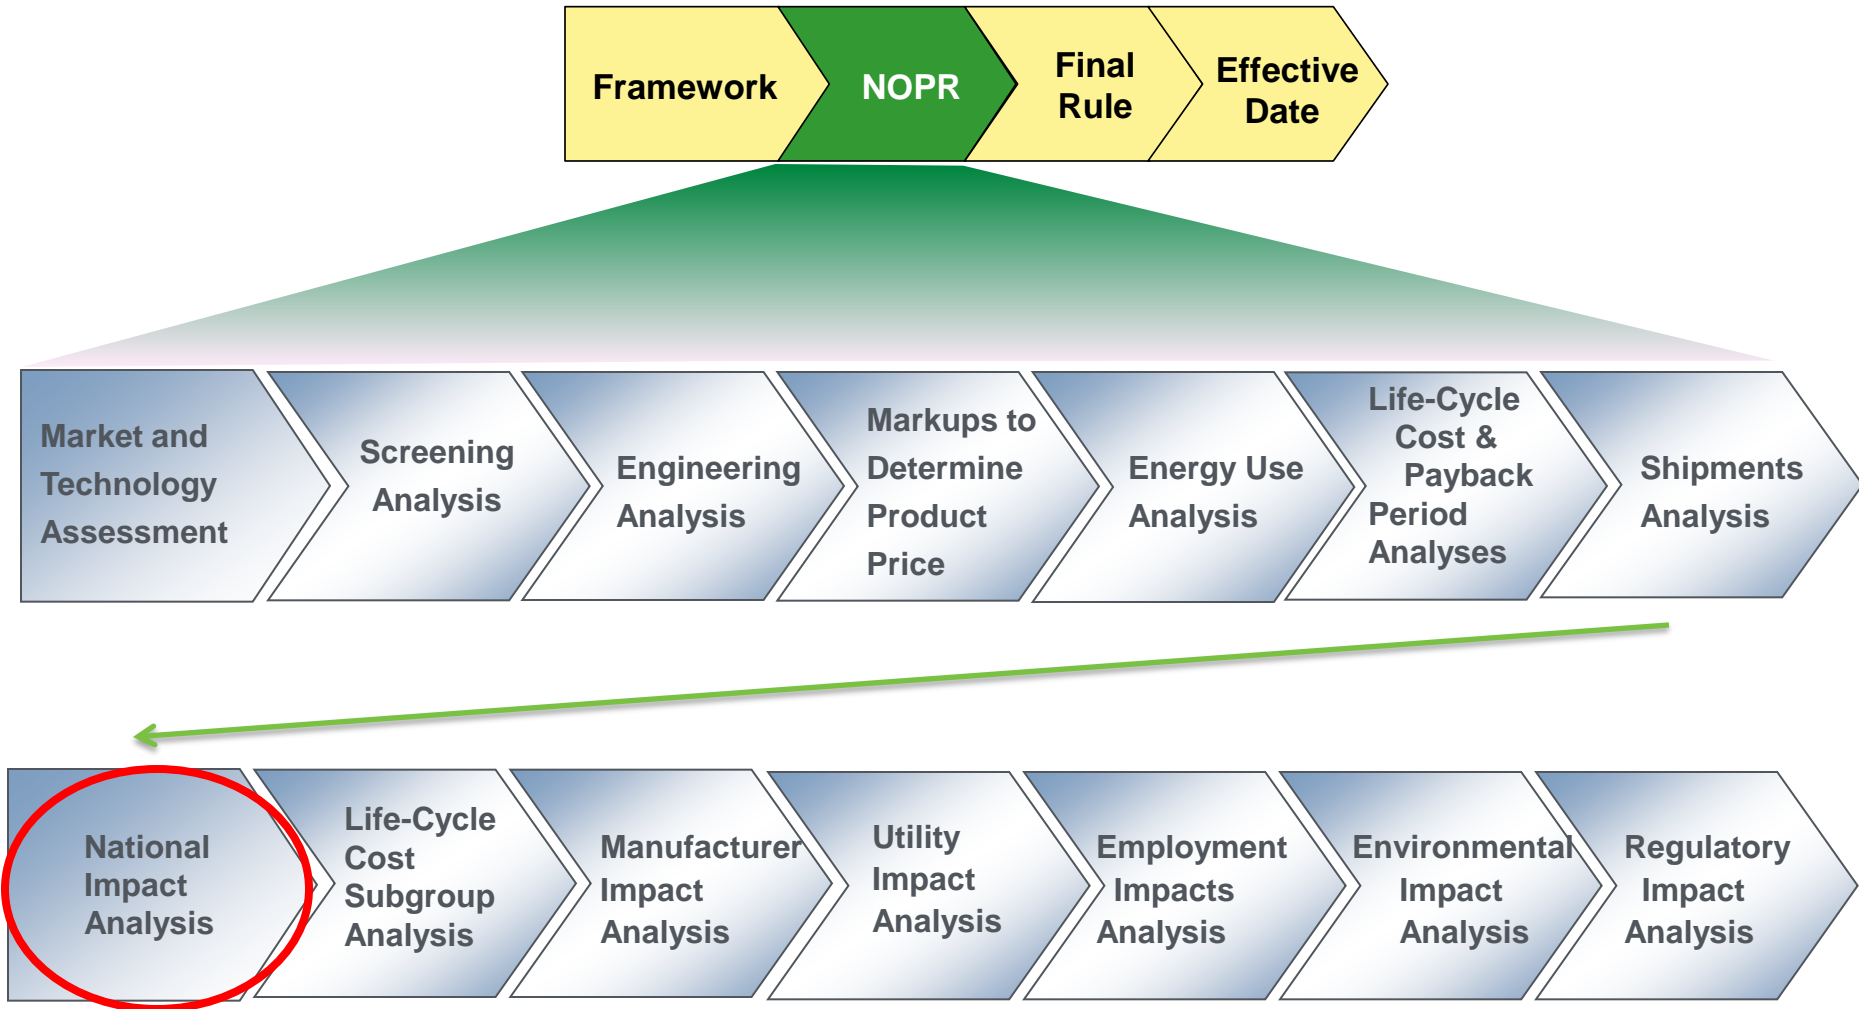 Framework
NOPR
Final
Rule
Effective
Date
Market and
Technology
Assessment
Screening
Analysis
Engineering
Analysis
Markups to
Determine
Product
Price
Energy Use
Analysis
Life-Cycle
Cost &
Payback
Period
Analyses
Shipments
Analysis
National
Impact
Analysis
Life-Cycle
Cost
Subgroup
Analysis
Manufacturer
Impact
Analysis
Utility
Impact
Analysis
Employment
Impacts
Analysis
Environmental
Impact
Analysis
Regulatory
Impact
Analysis